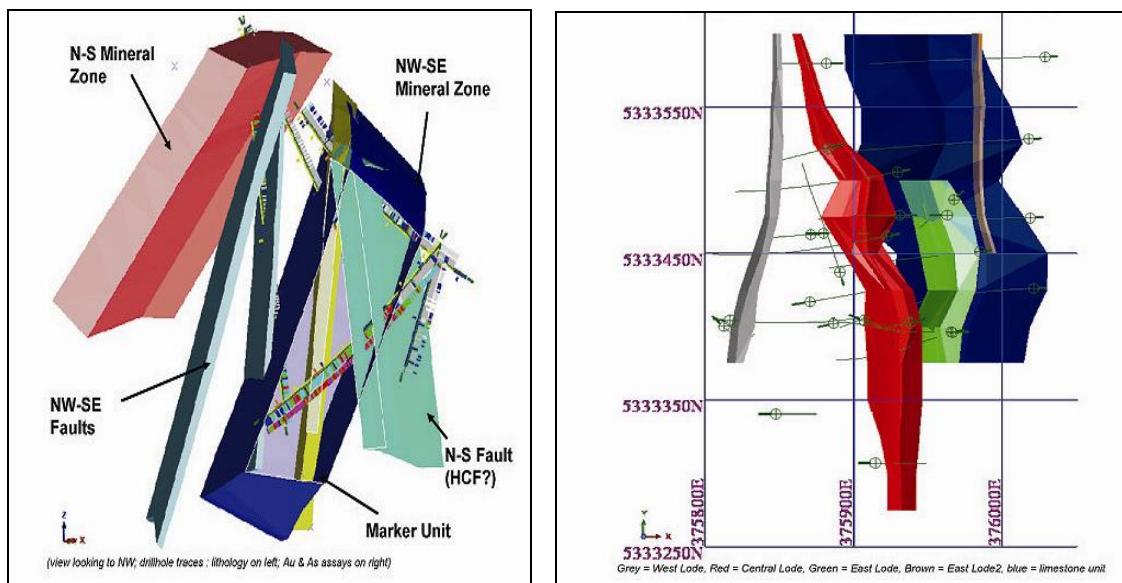 N-S Mineral
Zone
NW-SE
Mineral Zone
NW-SE
Faults
N-S Fault
(HCF?)
Marker Unit
Z
X
(view looking to NW; drillhole traces : lithology on left; Au & As assays on right)
5333550N
5333450N
5333350N
5333250N
375800E
375900E
376000E
Y
X
Grey = West Lode, Red = Central Lode, Green = East Lode, Brown = East Lode2, blue = limestone unit